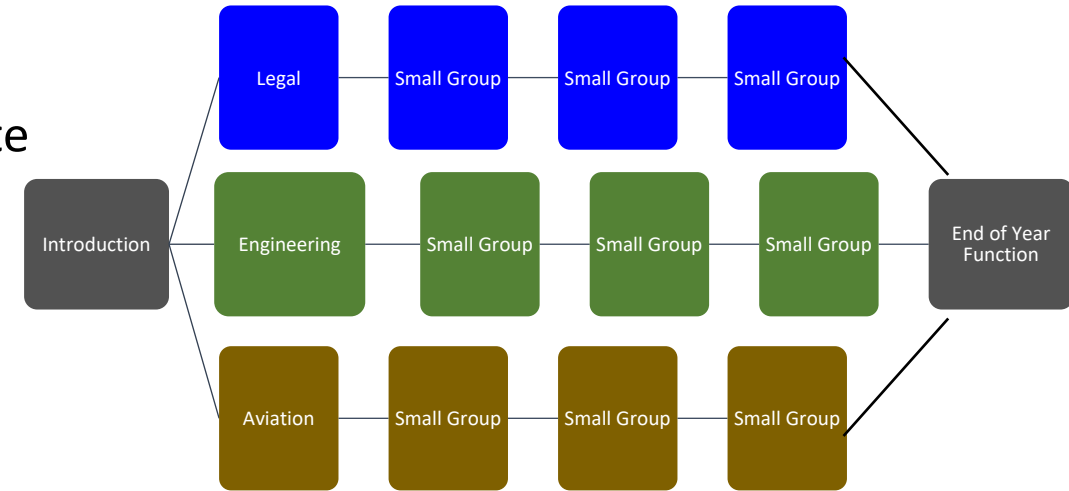 Legal
Small Group
Small Group
Small Group
Introduction
Engineering
Small Group
Small Group
Small Group
End of Year
Function
Aviation
Small Group
Small Group
Small Group